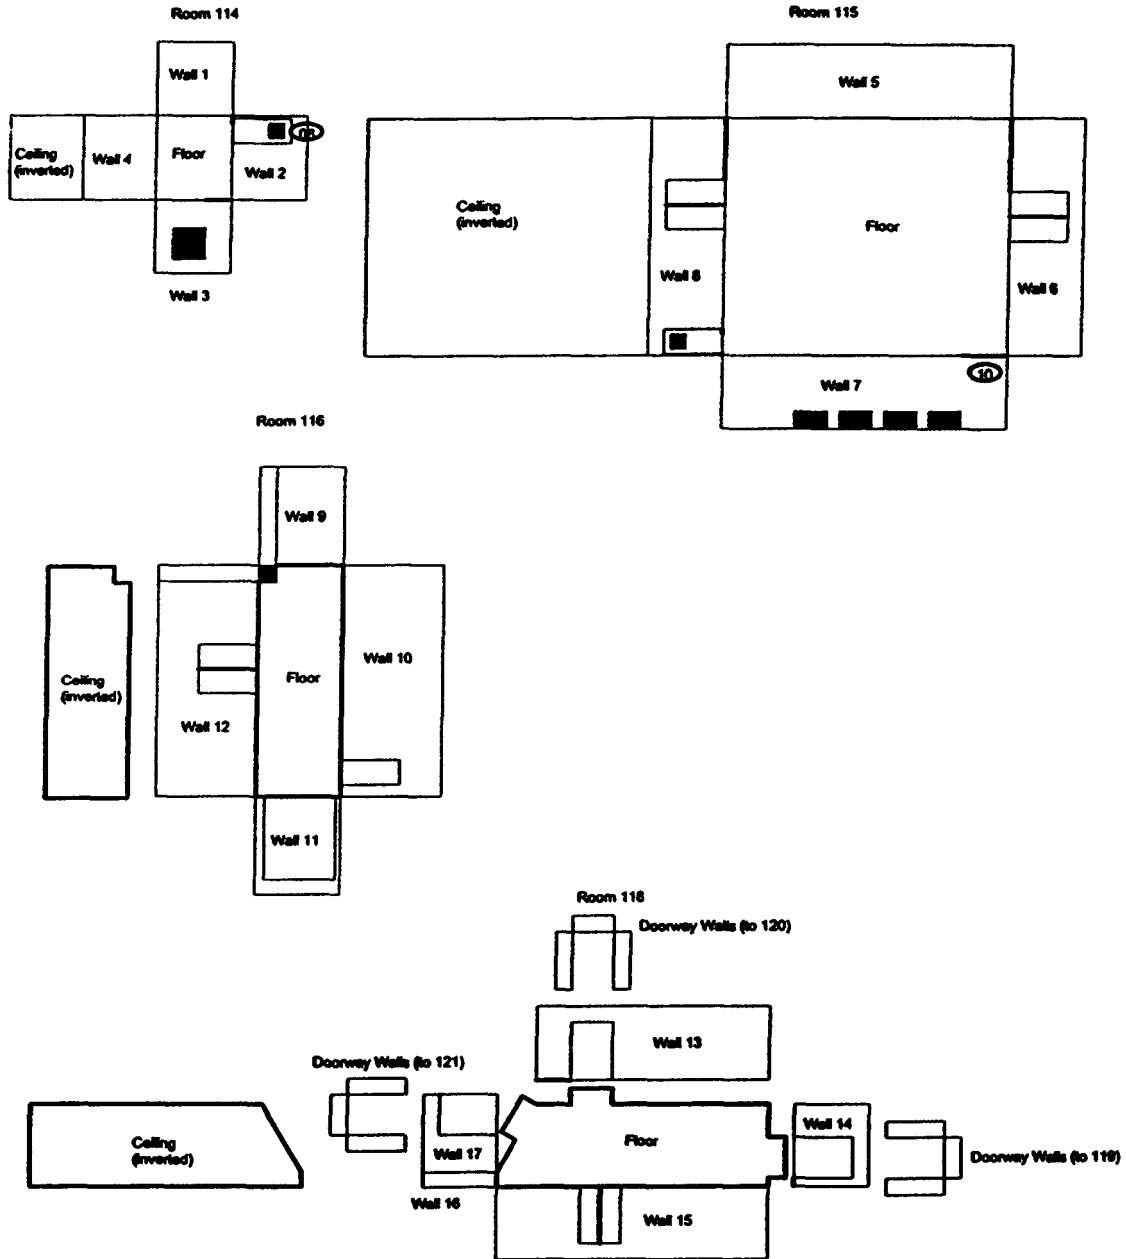 Room 114
Room 115
Wall 1
Wall 5
Ceiling
(inverted)
Wall 4
Floor
Wall 2
Wall 3
Ceiling
(inverted)
Floor
Wall 8
Wall 6
Wall 7
10
Room 116
Wall 9
Wall 10
Ceiling
(inverted)
Floor
Wall 12
Wall 11
Room 118
Doorway Walls (to 120)
Wall 13
Doorway Walls (to 121)
Wall 14
Ceiling
(inverted)
Floor
Wall 17
Doorway Walls (to 119)
Wall 16
Wall 15